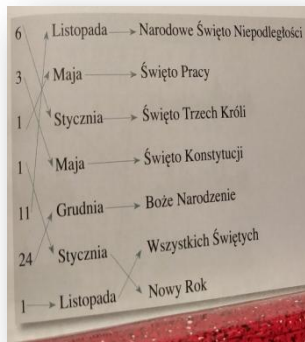 6 Listopada Narodowe Święto Niepodległości
3 Maja Święto Pracy
1 Stycznia Święto Trzech Króli
1 Maja Święto Konstytucji
11 Grudnia Boże Narodzenie
24 Stycznia Wszystkich Świętych
1 Listopada Nowy Rok